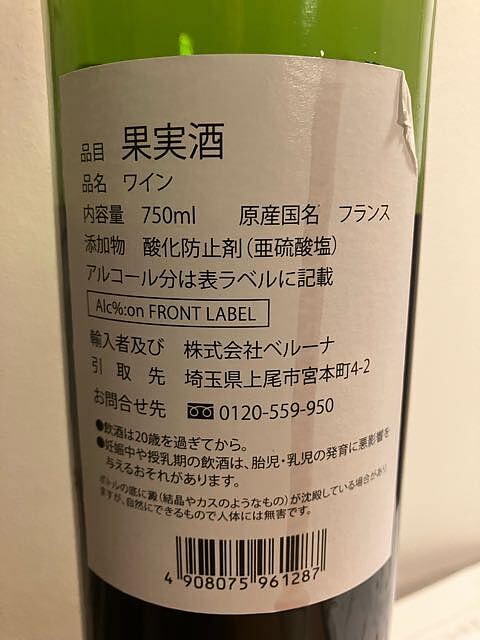 品目 果実酒
品名 ワイン
内容量 750ml 原産国名 フランス
添加物 酸化防止剤(亜硫酸塩)
アルコール分は表ラベルに記載
Alc%:on FRONT LABEL
輸入者及び 株式会社ベルーナ
引取先 埼玉県上尾市宮本町4-2
お問合せ先 0120-559-950
●飲酒は20歳を過ぎてから。
●妊娠中や授乳期の飲酒は、胎児・乳児の発育に悪影響を
与えるおそれがあります。
ボトルの底に澱(結晶やカスのようなもの)が沈殿している場合があり
ますが、自然にできるもので人体には無害です。
4 908075 961287